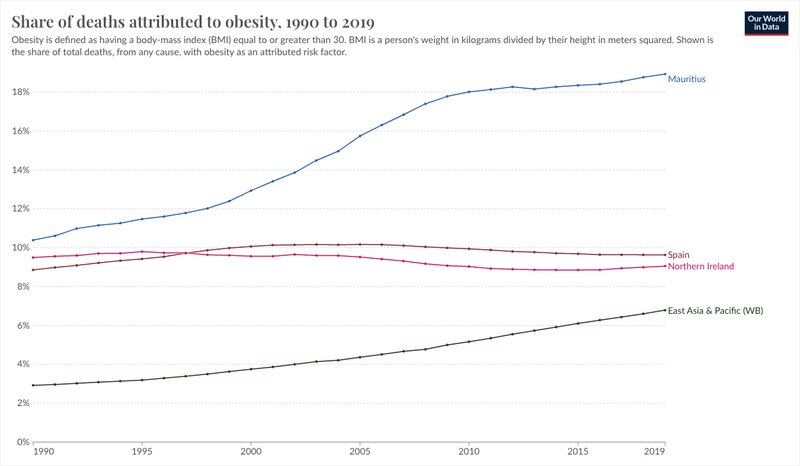 Share of deaths attributed to obesity, 1990 to 2019
Our World
in Data
Obesity is defined as having a body-mass index (BMI) equal to or greater than 30. BMI is a person's weight in kilograms divided by their height in meters squared. Shown is
the share of total deaths, from any cause, with obesity as an attributed risk factor.
18%
16%
14%
12%
10%
8%
6%
4%
2%
0%
Mauritius
Spain
Northern Ireland
East Asia & Pacific (WB)
1990
1995
2000
2005
2010
2015
2019